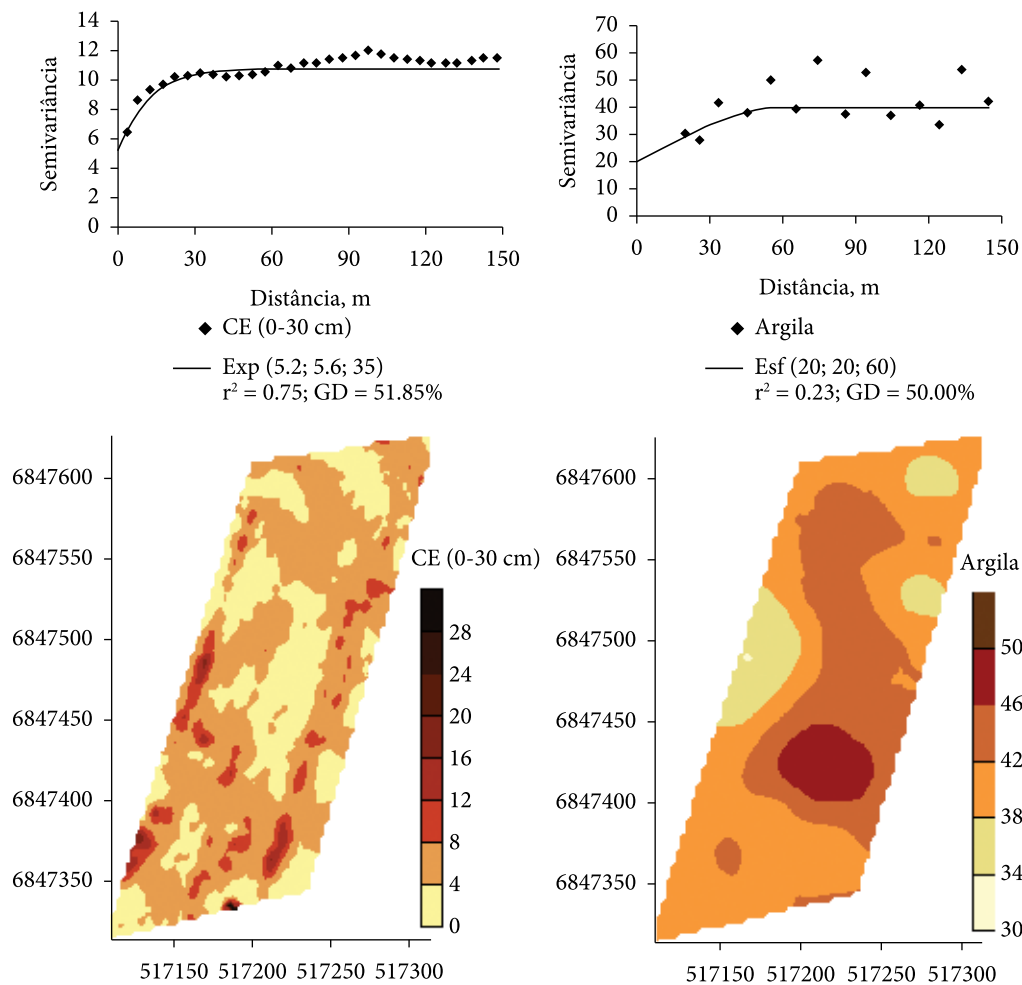 Semivariância
14
12
10
8
6
4
2
0
0 30 60 90 120 150
Distância, m
CE (0-30 cm)
Exp (5.2; 5.6; 35)
r² = 0.75; GD = 51.85%
Semivariância
70
60
50
40
30
20
10
0
0 30 60 90 120 150
Distância, m
Argila
Esf (20; 20; 60)
r² = 0.23; GD = 50.00%
6847600
6847550
6847500
6847450
6847400
6847350
517150 517200 517250 517300
CE (0-30 cm)
28
24
20
16
12
8
4
0
6847600
6847550
6847500
6847450
6847400
6847350
517150 517200 517250 517300
Argila
50
46
42
38
34
30